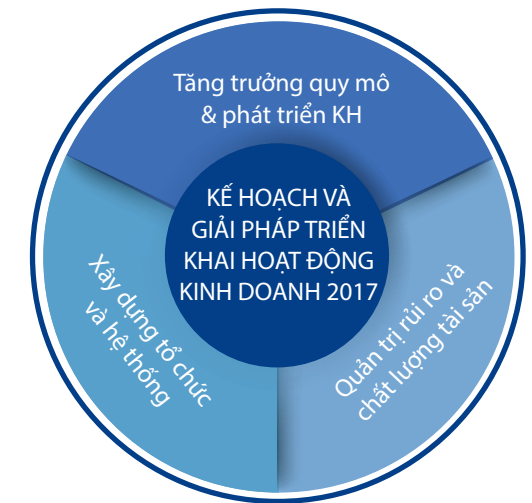 Tăng trưởng quy mô
& phát triển KH
KẾ HOẠCH VÀ
GIẢI PHÁP TRIỂN
KHAI HOẠT ĐỘNG
KINH DOANH 2017
Xây dựng tổ chức
và hệ thống
Quản trị rủi ro và
chất lượng tài sản